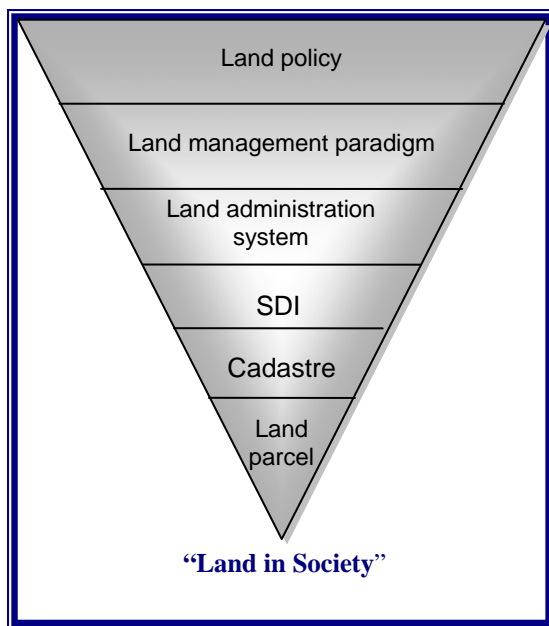 Land policy
Land management paradigm
Land administration
system
SDI
Cadastre
Land
parcel
“Land in Society”